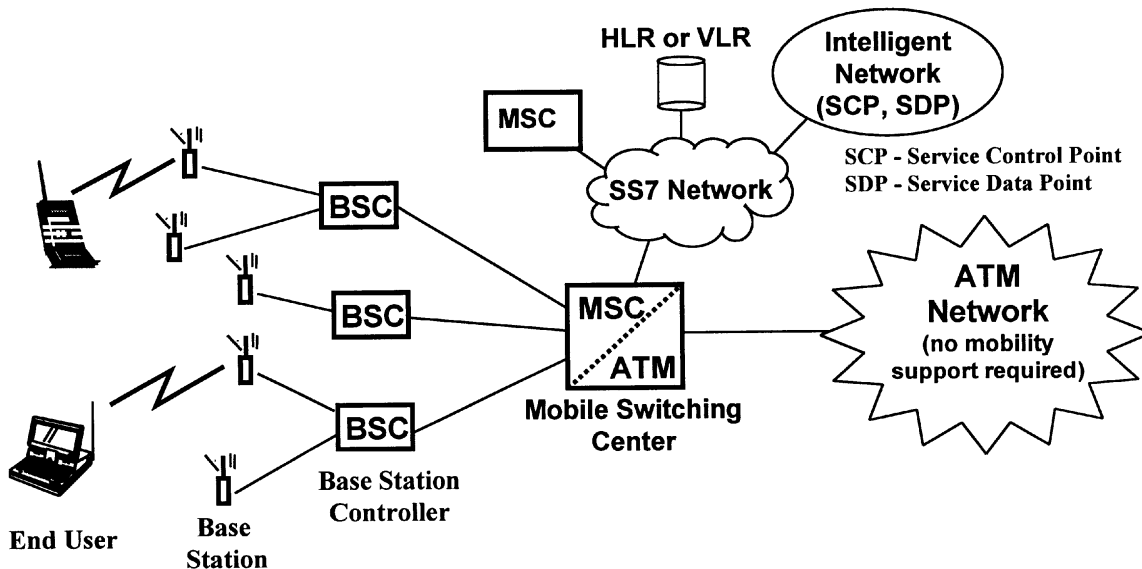 HLR or VLR
Intelligent
Network
(SCP, SDP)
MSC
SCP - Service Control Point
SDP - Service Data Point
SS7 Network
BSC
BSC
BSC
MSC
ATM
Mobile Switching
Center
ATM
Network
(no mobility
support required)
Base Station
Controller
Base
Station
End User